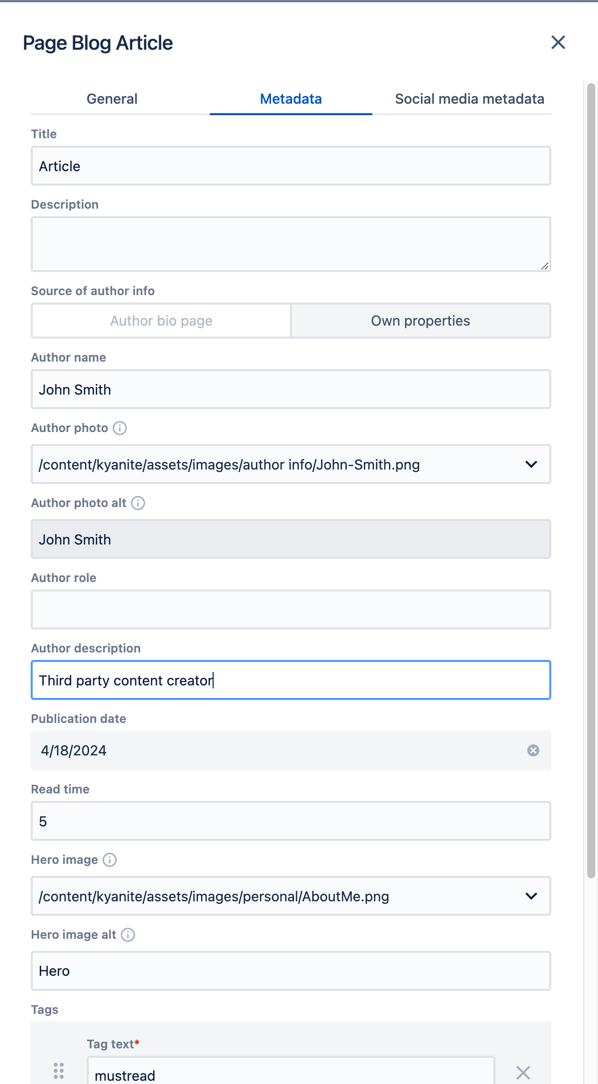 Page Blog Article
General Metadata Social media metadata
Title
Article
Description
Source of author info
Author bio page Own properties
Author name
John Smith
Author photo
/content/kyanite/assets/images/author info/John-Smith.png
Author photo alt
John Smith
Author role
Author description
Third party content creator
Publication date
4/18/2024
Read time
5
Hero image
/content/kyanite/assets/images/personal/AboutMe.png
Hero image alt
Hero
Tags
Tag text*
mustread